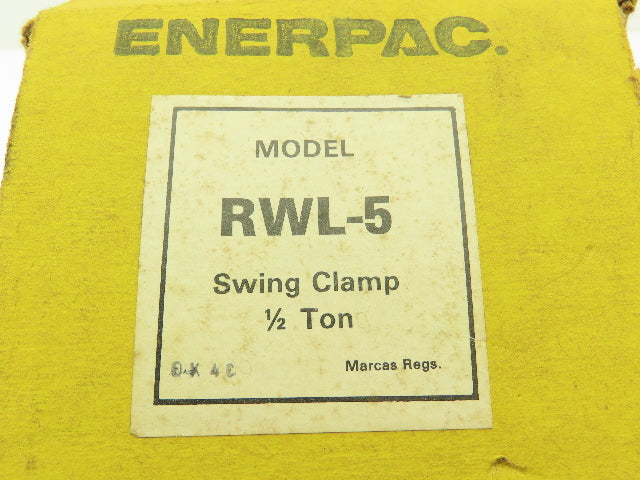 ENERPAC.
MODEL
RWL-5
Swing Clamp
½ Ton
Marcas Regs.